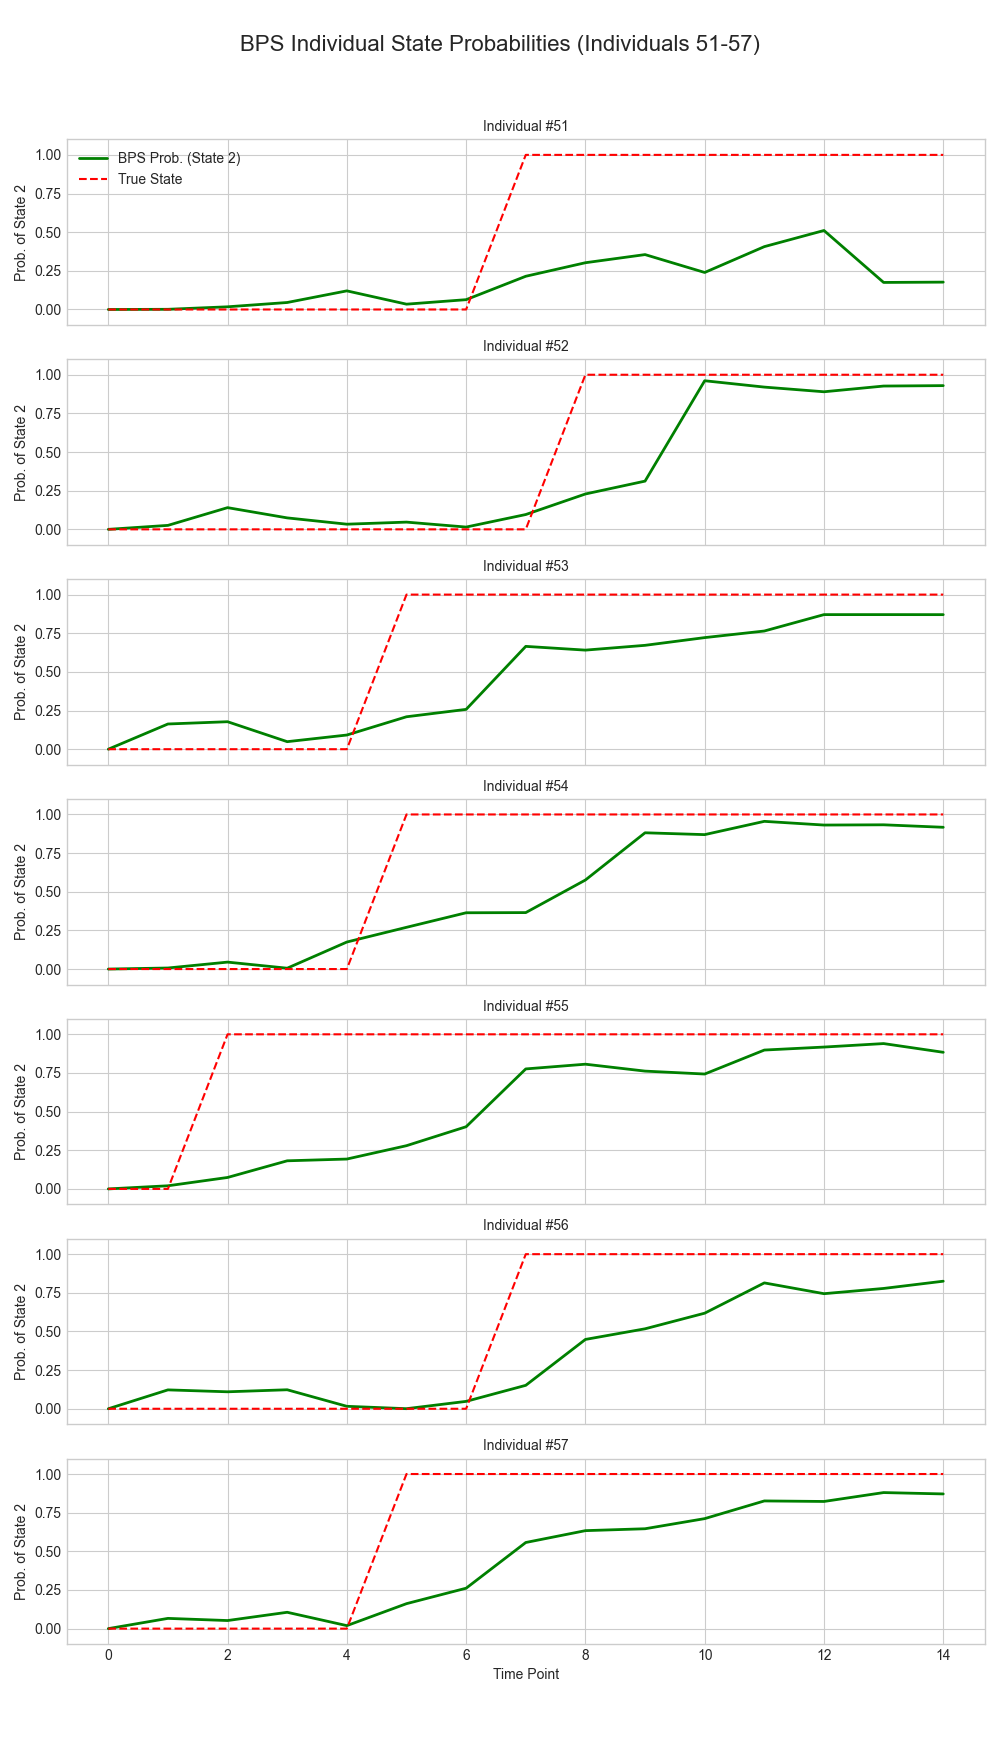 BPS Individual State Probabilities (Individuals 51-57)
Individual #51
BPS Prob. (State 2)
True State
Prob. of State 2
1.00
0.75
0.50
0.25
0.00
Individual #52
Prob. of State 2
1.00
0.75
0.50
0.25
0.00
Individual #53
Prob. of State 2
1.00
0.75
0.50
0.25
0.00
Individual #54
Prob. of State 2
1.00
0.75
0.50
0.25
0.00
Individual #55
Prob. of State 2
1.00
0.75
0.50
0.25
0.00
Individual #56
Prob. of State 2
1.00
0.75
0.50
0.25
0.00
Individual #57
Prob. of State 2
1.00
0.75
0.50
0.25
0.00
0 2 4 6 8 10 12 14
Time Point